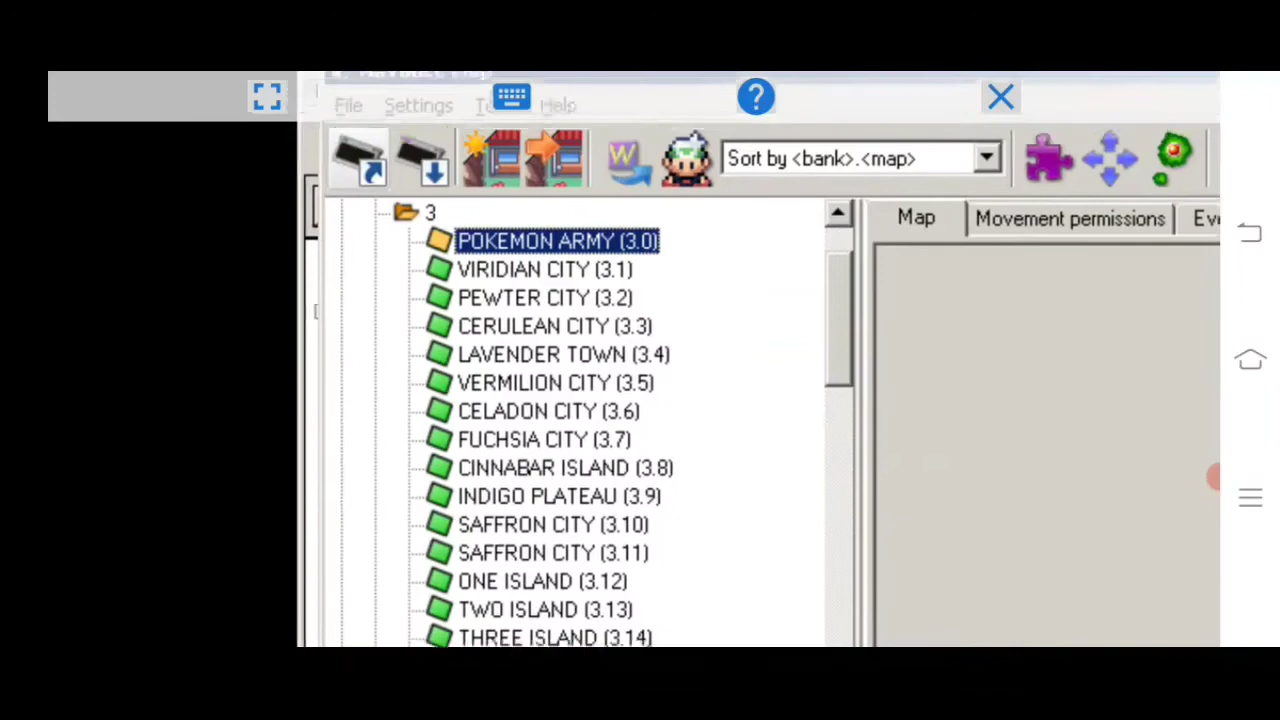 File Settings Help
Sort by <bank>.<map>
3
POKEMON ARMY (3.0)
VIRIDIAN CITY (3.1)
PEWTER CITY (3.2)
CERULEAN CITY (3.3)
LAVENDER TOWN (3.4)
VERMILION CITY (3.5)
CELADON CITY (3.6)
FUCHSIA CITY (3.7)
CINNABAR ISLAND (3.8)
INDIGO PLATEAU (3.9)
SAFFRON CITY (3.10)
SAFFRON CITY (3.11)
ONE ISLAND (3.12)
TWO ISLAND (3.13)
THREE ISLAND (3.14)
Map Movement permissions